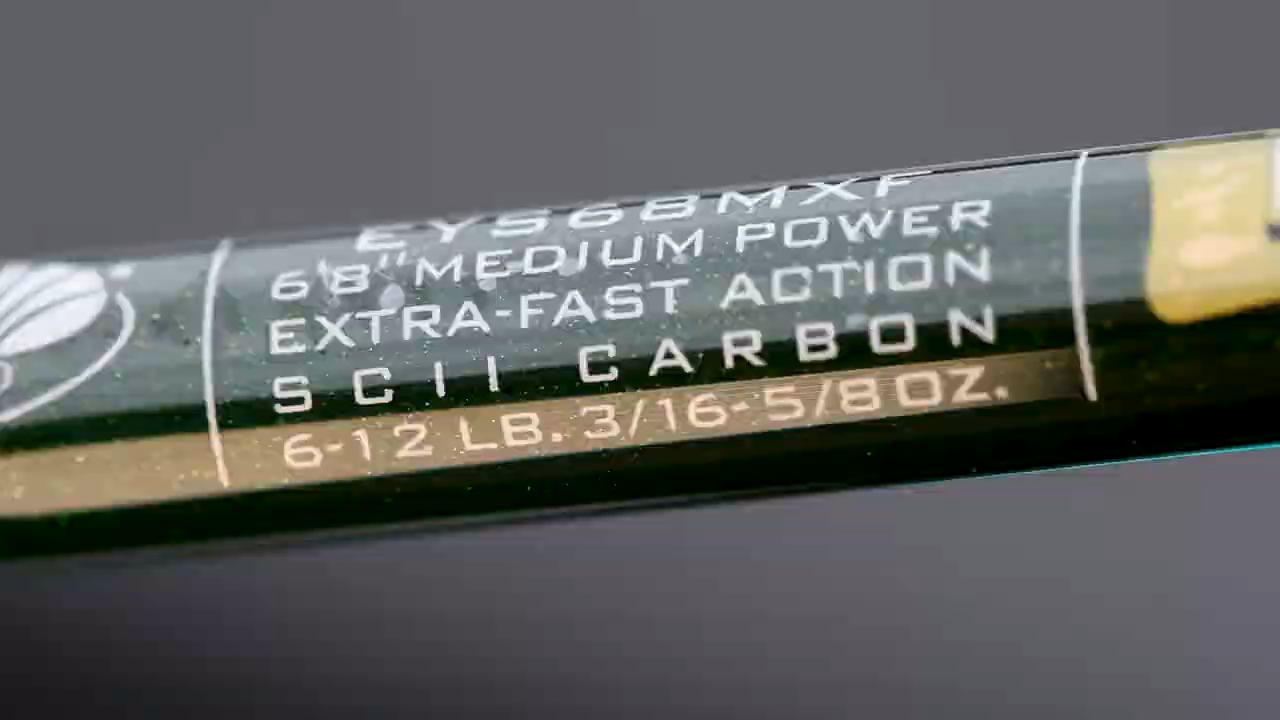 EYS68MXF
6'8" MEDIUM POWER
EXTRA-FAST ACTION
SCII CARBON
6-12 LB. 3/16-5/8 OZ.